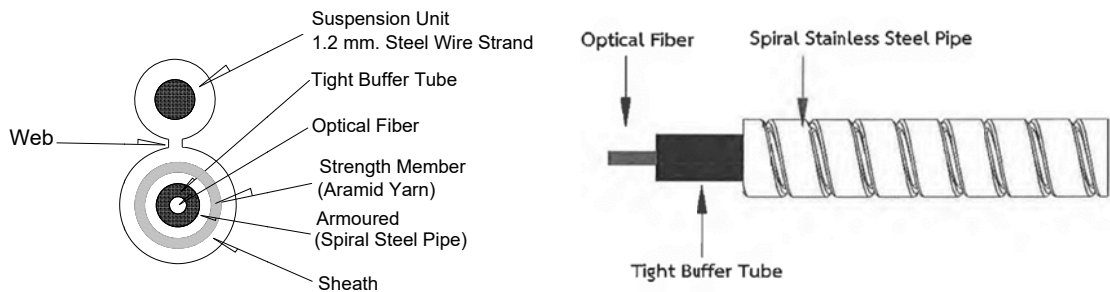 Suspension Unit
1.2 mm. Steel Wire Strand
Tight Buffer Tube
Optical Fiber
Web
Strength Member
(Aramid Yarn)
Armoured
(Spiral Steel Pipe)
Sheath
Optical Fiber
Spiral Stainless Steel Pipe
Tight Buffer Tube